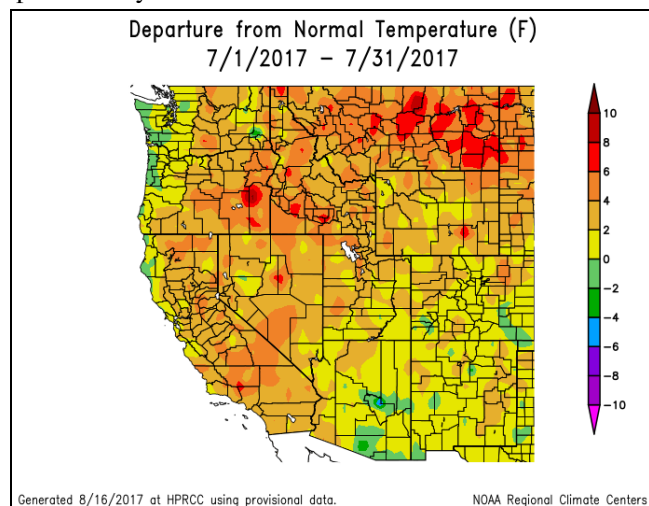 Departure from Normal Temperature (F)
7/1/2017 – 7/31/2017
10
8
6
4
2
0
-2
-4
-6
-8
-10
Generated 8/16/2017 at HPRCC using provisional data.
NOAA Regional Climate Centers